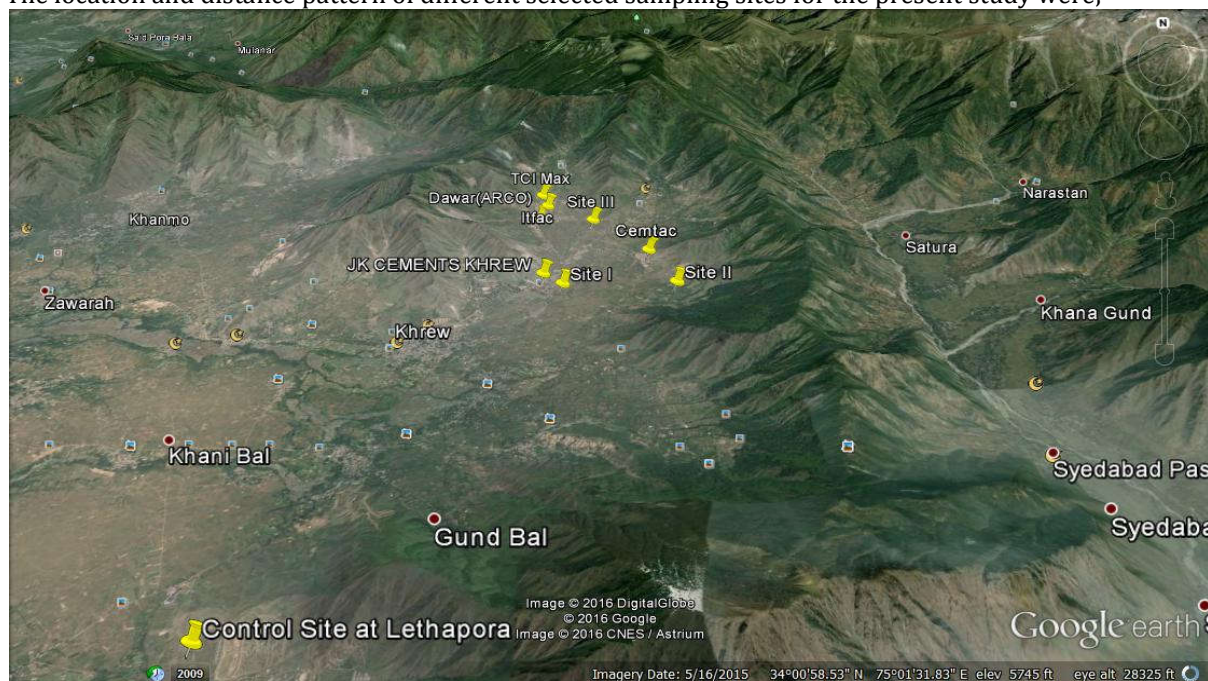 The location and distance pattern of different selected sampling sites for the present study were,
N
Said Pora Bala
Mulanar
TCI Max
Dawar(ARCO)
Site III
Itfac
Khanmo
Cemtac
Narastan
Satura
JK CEMENTS KHREW
Site I
Site II
Zawarah
Khana Gund
Khrew
Khani Bal
Syedabad Pas
Gund Bal
Syedaba
Image © 2016 DigitalGlobe
© 2016 Google
Image © 2016 CNES / Astrium
Control Site at Lethapora
Google earth
2009
Imagery Date: 5/16/2015 34°00'58.53" N 75°01'31.83" E elev 5745 ft eye alt 28325 ft